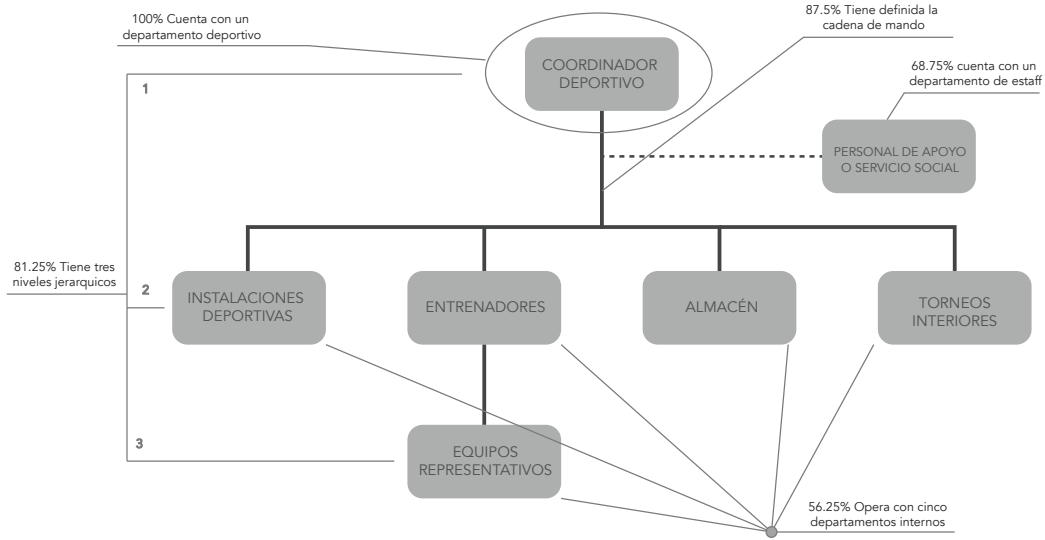 100% Cuenta con un
departamento deportivo
87.5% Tiene definida la
cadena de mando
COORDINADOR
DEPORTIVO
68.75% cuenta con un
departamento de estaff
1
PERSONAL DE APOYO
O SERVICIO SOCIAL
81.25% Tiene tres
niveles jerarquicos
2
INSTALACIONES
DEPORTIVAS
ENTRENADORES
ALMACÉN
TORNEOS
INTERIORES
3
EQUIPOS
REPRESENTATIVOS
56.25% Opera con cinco
departamentos internos